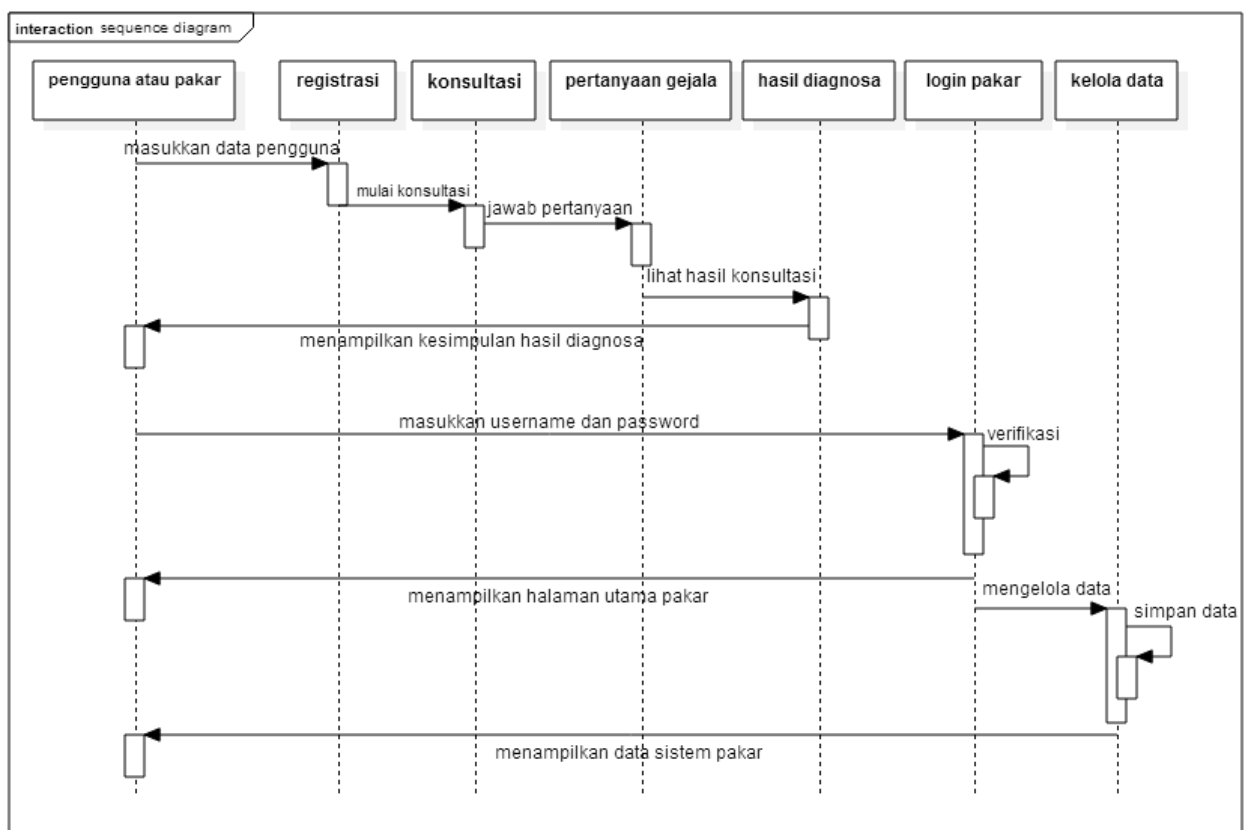 interaction sequence diagram
pengguna atau pakar
registrasi
konsultasi
pertanyaan gejala
hasil diagnosa
login pakar
kelola data
masukkan data pengguna
mulai konsultasi
jawab pertanyaan
lihat hasil konsultasi
menampilkan kesimpulan hasil diagnosa
masukkan username dan password
verifikasi
menampilkan halaman utama pakar
mengelola data
simpan data
menampilkan data sistem pakar